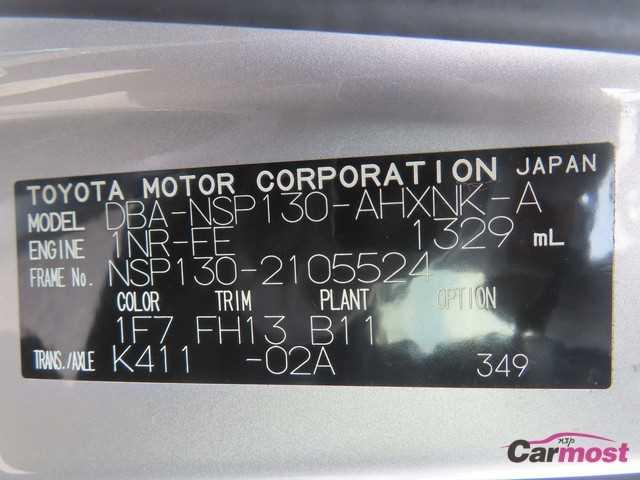 TOYOTA MOTOR CORPORATION JAPAN
MODEL DBA-NSP130-AHXNK-A
ENGINE 1NR-FE 1329 mL
FRAME No. NSP130-2105524
COLOR TRIM PLANT OPTION
1F7 FH13 B11
TRANS./AXLE K411 -02A 349
nsp
Carmost